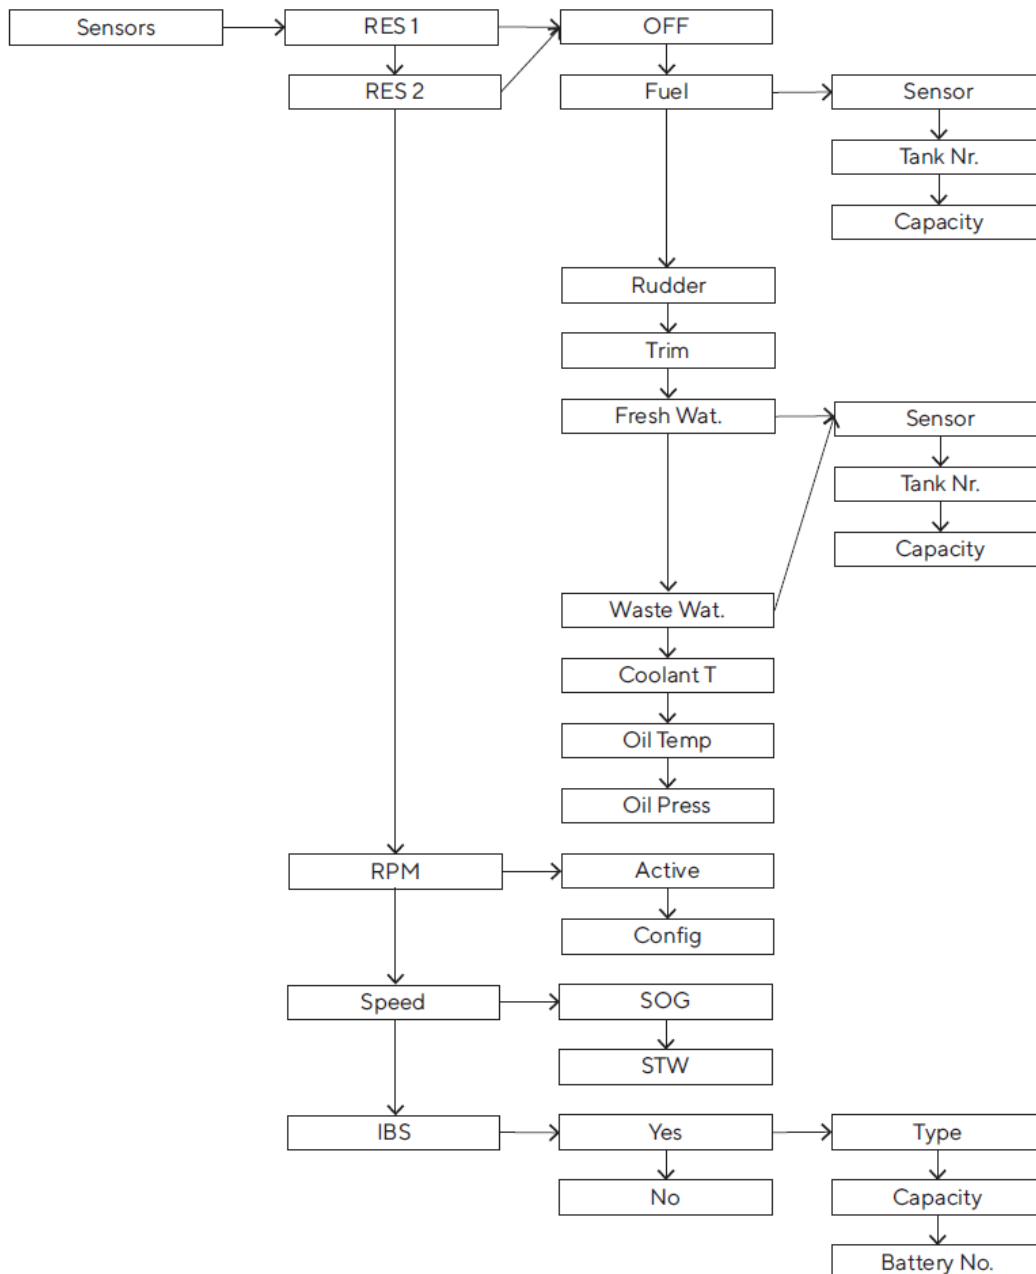 Sensors
RES 1
OFF
RES 2
Fuel
Sensor
Tank Nr.
Capacity
Rudder
Trim
Fresh Wat.
Sensor
Tank Nr.
Capacity
Waste Wat.
Coolant T
Oil Temp
Oil Press
RPM
Active
Config
Speed
SOG
STW
IBS
Yes
Type
No
Capacity
Battery No.